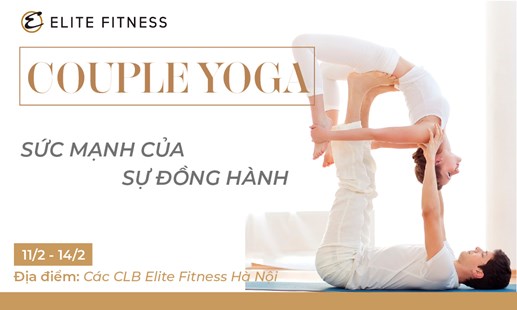 ELITE FITNESS
COUPLE YOGA
SỨC MẠNH CỦA
SỰ ĐỒNG HÀNH
11/2 - 14/2
Địa điểm: Các CLB Elite Fitness Hà Nội